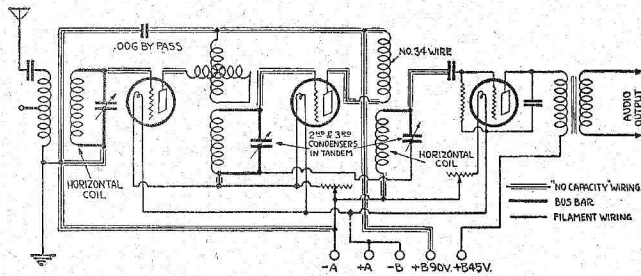 .006 BY PASS
NO. 34 WIRE
2ND & 3RD
CONDENSERS
IN TANDEM
HORIZONTAL
COIL
HORIZONTAL
COIL
AUDIO
OUTPUT
"NO CAPACITY" WIRING
BUS BAR
FILAMENT WIRING
-A
+A
-B
+B90V.
+B45V.